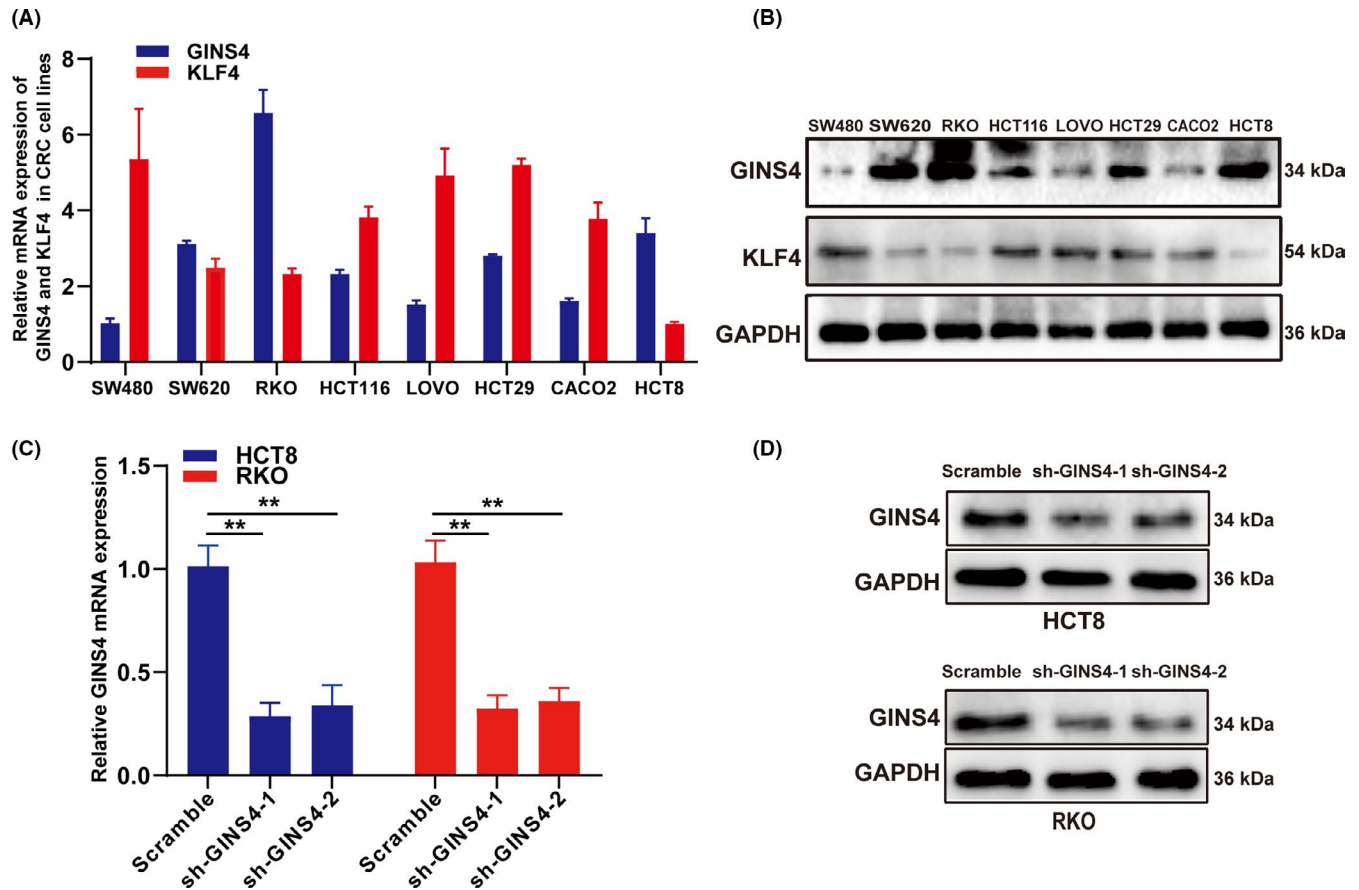 (A)
Relative mRNA expression of
GINS4 and KLF4 in CRC cell lines
GINS4
KLF4
8
6
4
2
0
SW480 SW620 RKO HCT116 LOVO HCT29 CACO2 HCT8
(B)
SW480 SW620 RKO HCT116 LOVO HCT29 CACO2 HCT8
GINS4 34 kDa
KLF4 54 kDa
GAPDH 36 kDa
(C)
Relative GINS4 mRNA expression
HCT8
RKO
1.5
1.0
0.5
0.0
** **
** **
Scramble sh-GINS4-1 sh-GINS4-2 Scramble sh-GINS4-1 sh-GINS4-2
(D)
Scramble sh-GINS4-1 sh-GINS4-2
GINS4 34 kDa
GAPDH 36 kDa
HCT8
Scramble sh-GINS4-1 sh-GINS4-2
GINS4 34 kDa
GAPDH 36 kDa
RKO